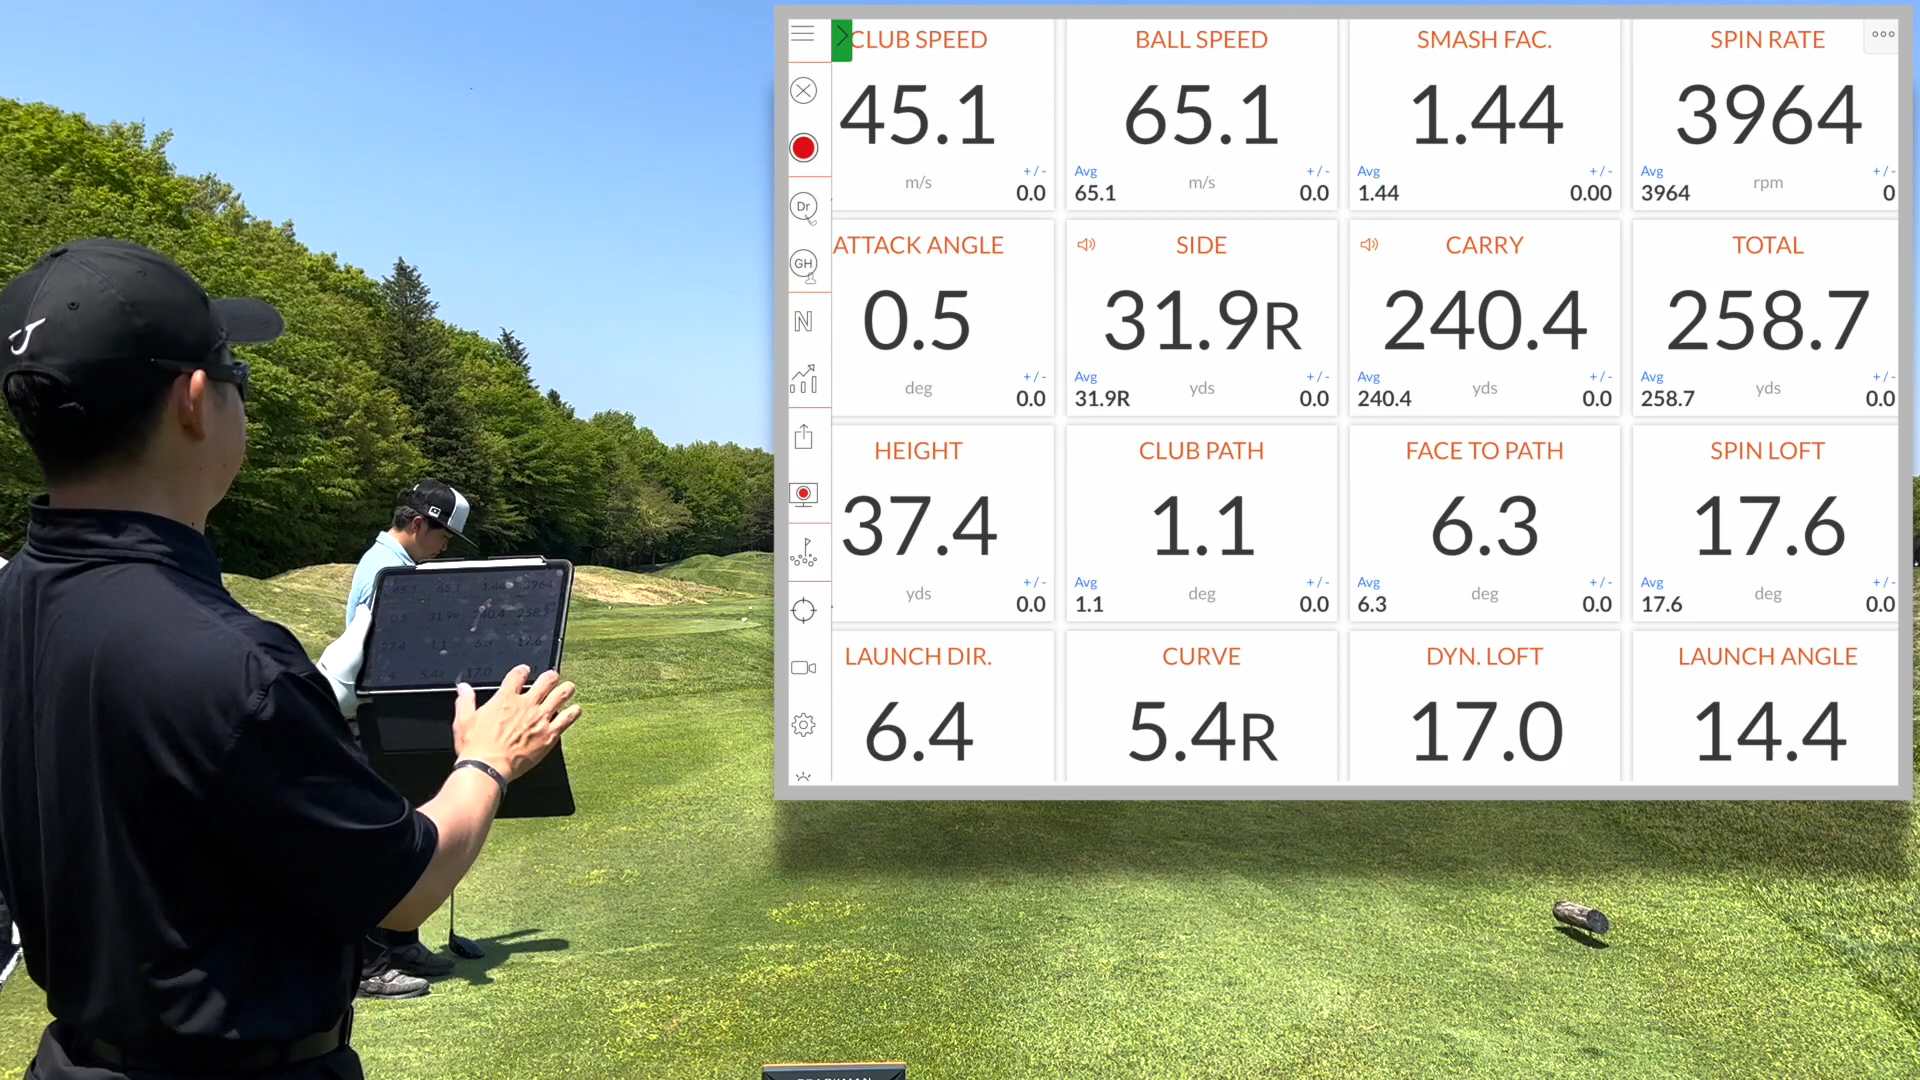 CLUB SPEED
45.1
m/s
+/-
0.0
BALL SPEED
65.1
Avg
65.1
m/s
+/-
0.0
SMASH FAC.
1.44
Avg
1.44
+/-
0.00
SPIN RATE
3964
Avg
3964
rpm
+/-
0
Dr
GH
N
ATTACK ANGLE
0.5
deg
+/-
0.0
SIDE
31.9R
Avg
31.9R
yds
+/-
0.0
CARRY
240.4
Avg
240.4
yds
+/-
0.0
TOTAL
258.7
Avg
258.7
yds
+/-
0.0
HEIGHT
37.4
yds
+/-
0.0
CLUB PATH
1.1
Avg
1.1
deg
+/-
0.0
FACE TO PATH
6.3
Avg
6.3
deg
+/-
0.0
SPIN LOFT
17.6
Avg
17.6
deg
+/-
0.0
LAUNCH DIR.
6.4
CURVE
5.4R
DYN. LOFT
17.0
LAUNCH ANGLE
14.4